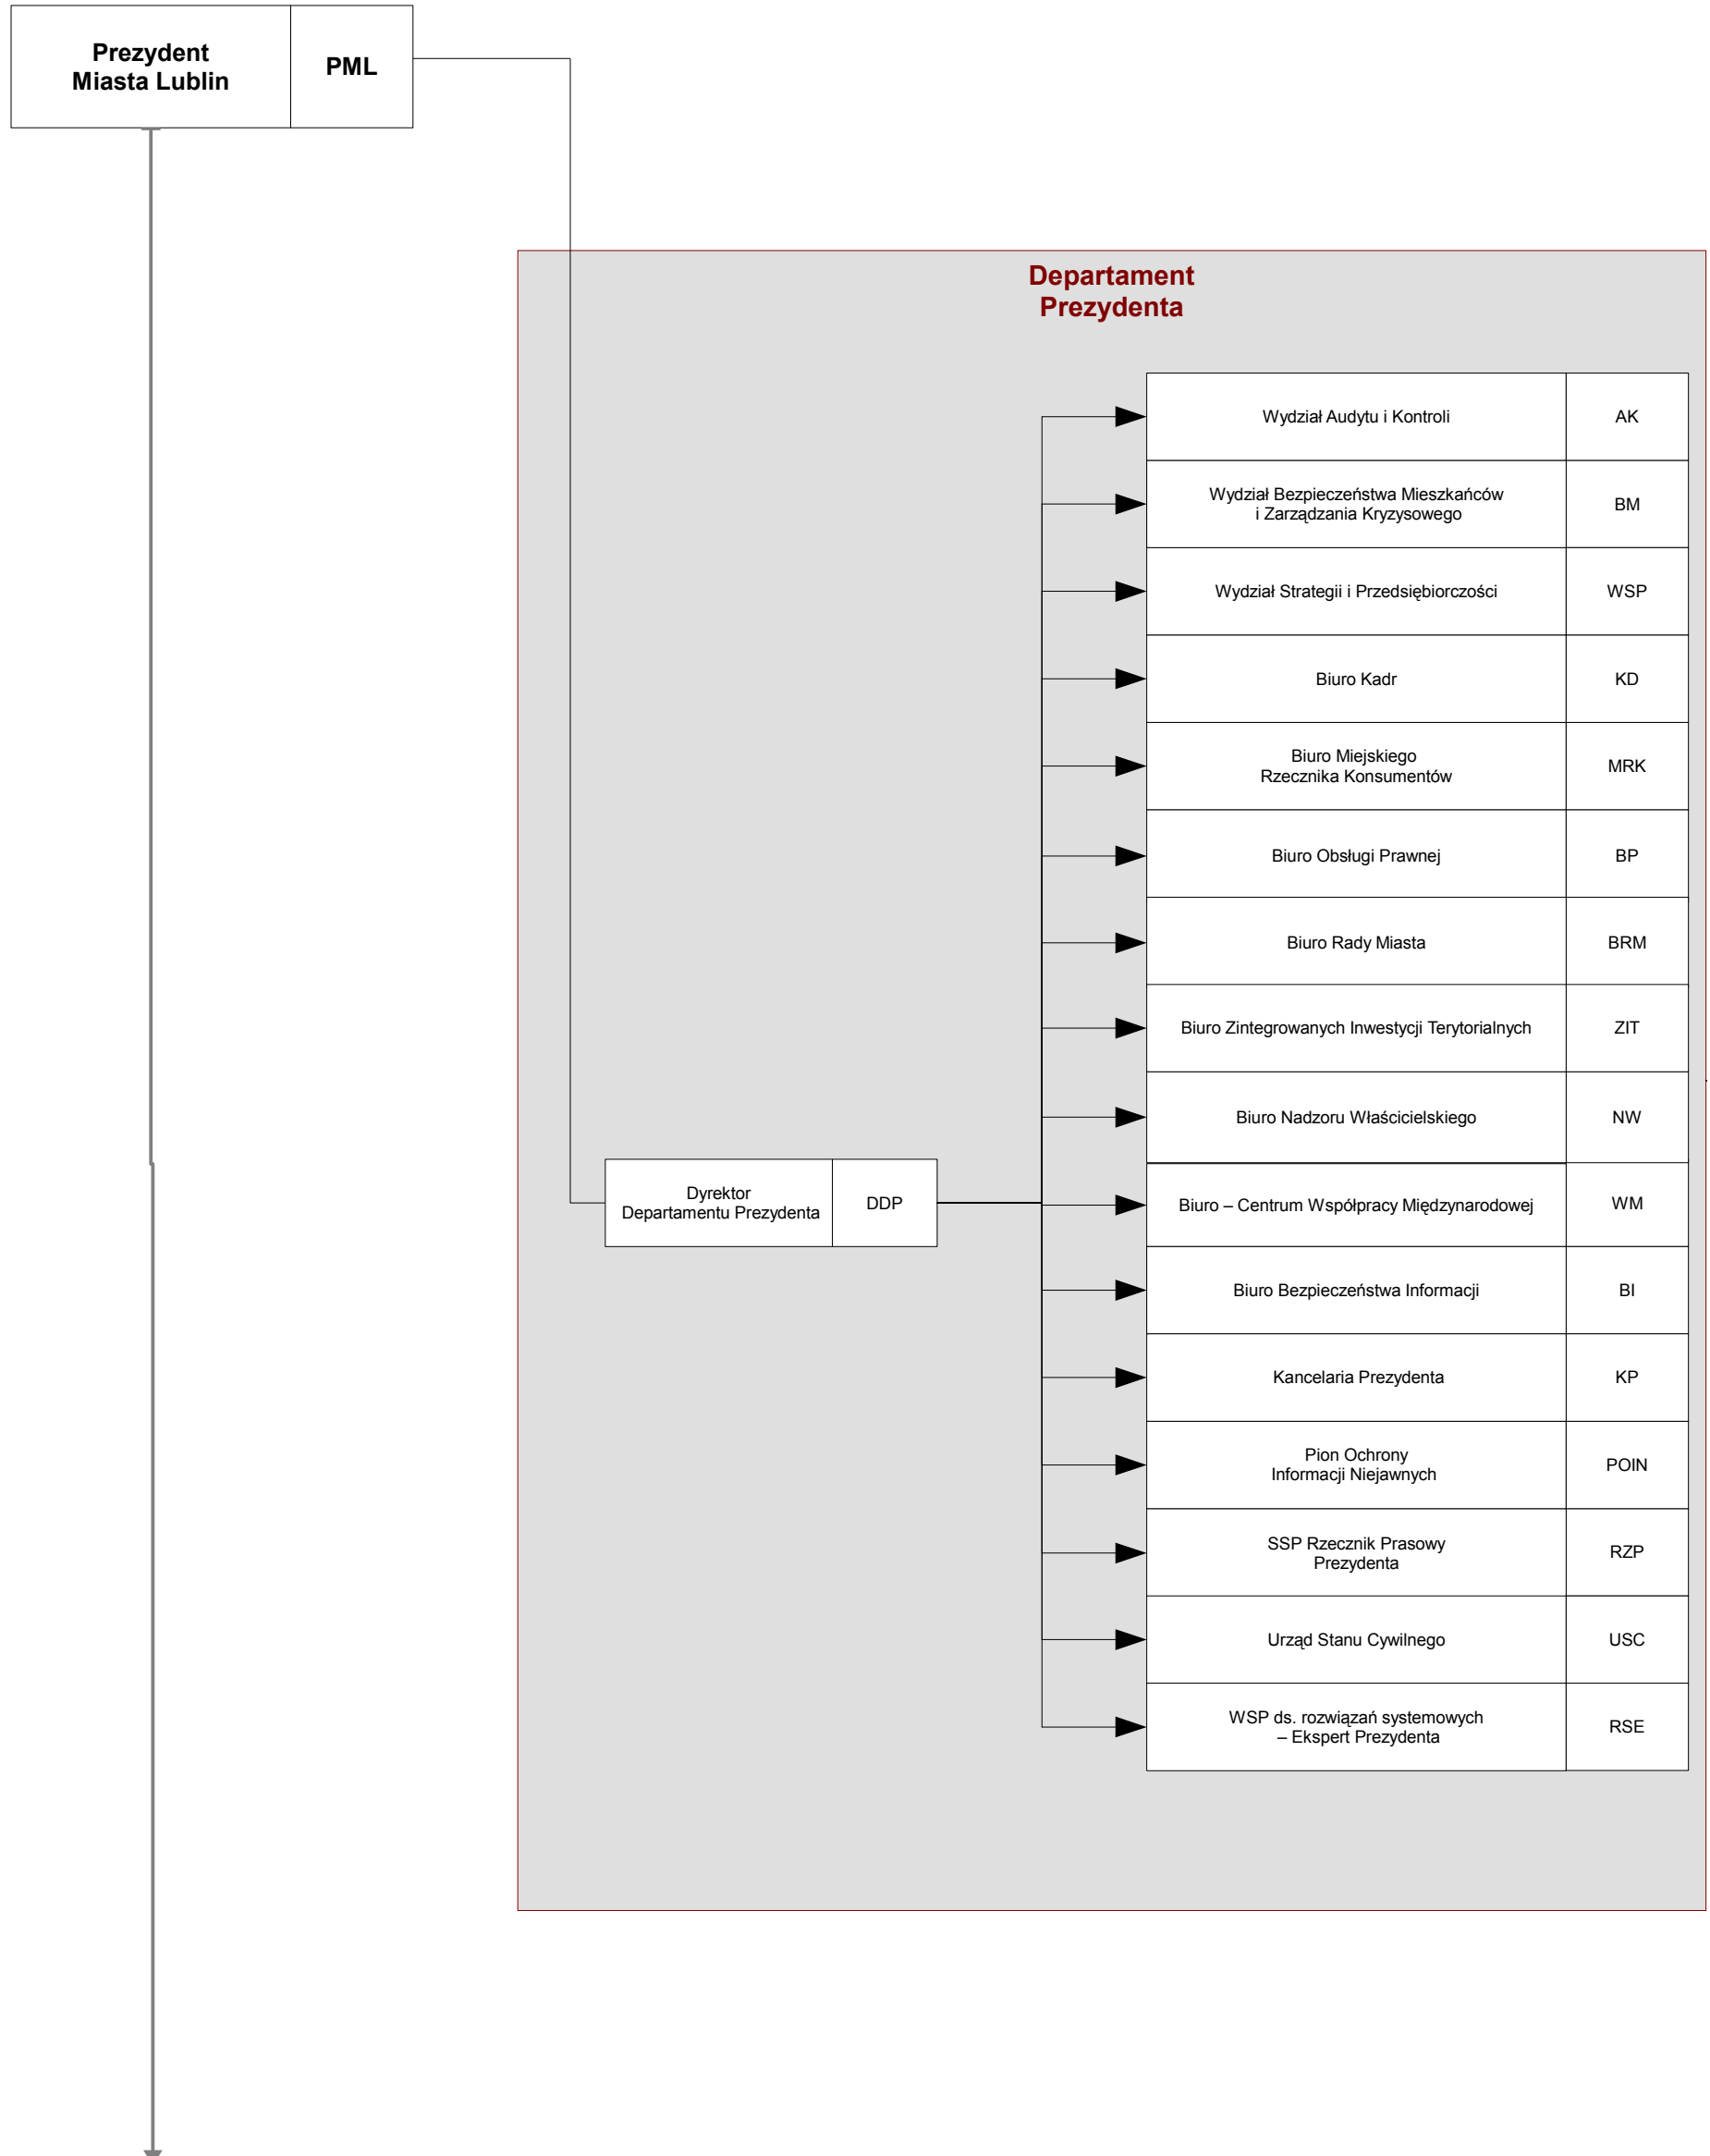 Prezydent
Miasta Lublin
PML
Departament
Prezydenta
Wydział Audytu i Kontroli
AK
Wydział Bezpieczeństwa Mieszkańców
i Zarządzania Kryzysowego
BM
Wydział Strategii i Przedsiębiorczości
WSP
Biuro Kadr
KD
Biuro Miejskiego
Rzecznika Konsumentów
MRK
Biuro Obsługi Prawnej
BP
Biuro Rady Miasta
BRM
Biuro Zintegrowanych Inwestycji Terytorialnych
ZIT
Biuro Nadzoru Właścicielskiego
NW
Dyrektor
Departamentu Prezydenta
DDP
Biuro – Centrum Współpracy Międzynarodowej
WM
Biuro Bezpieczeństwa Informacji
BI
Kancelaria Prezydenta
KP
Pion Ochrony
Informacji Niejawnych
POIN
SSP Rzecznik Prasowy
Prezydenta
RZP
Urząd Stanu Cywilnego
USC
WSP ds. rozwiązań systemowych
– Ekspert Prezydenta
RSE